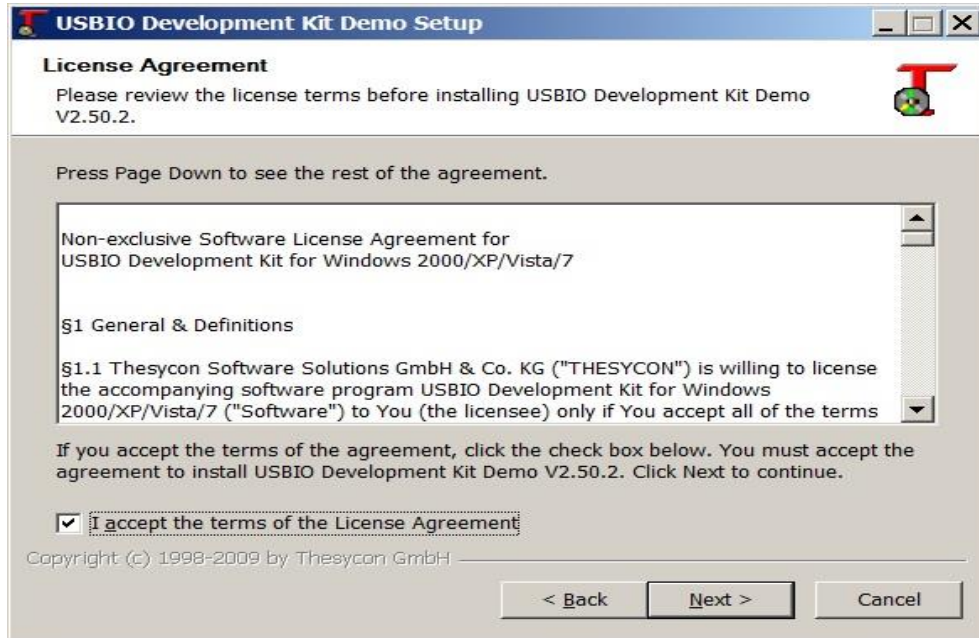 USBIO Development Kit Demo Setup
License Agreement
Please review the license terms before installing USBIO Development Kit Demo
V2.50.2.
Press Page Down to see the rest of the agreement.
Non-exclusive Software License Agreement for
USBIO Development Kit for Windows 2000/XP/Vista/7
§1 General & Definitions
§1.1 Thesycon Software Solutions GmbH & Co. KG ("THESYCON") is willing to license
the accompanying software program USBIO Development Kit for Windows
2000/XP/Vista/7 ("Software") to You (the licensee) only if You accept all of the terms
If you accept the terms of the agreement, click the check box below. You must accept the
agreement to install USBIO Development Kit Demo V2.50.2. Click Next to continue.
I accept the terms of the License Agreement
Copyright (c) 1998-2009 by Thesycon GmbH
< Back
Next >
Cancel